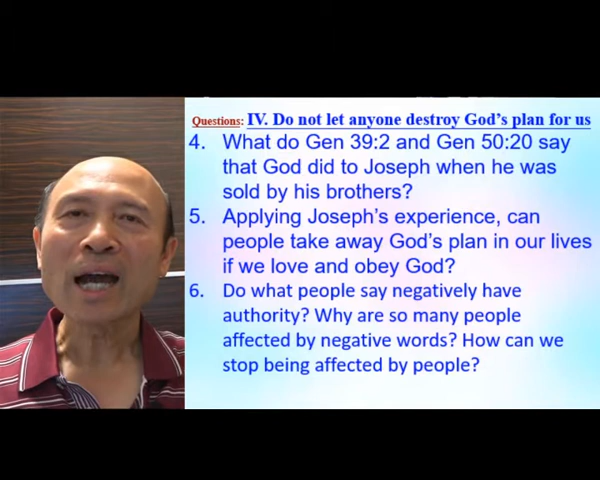 Questions: IV. Do not let anyone destroy God's plan for us
4. What do Gen 39:2 and Gen 50:20 say
that God did to Joseph when he was
sold by his brothers?
5. Applying Joseph's experience, can
people take away God's plan in our lives
if we love and obey God?
6. Do what people say negatively have
authority? Why are so many people
affected by negative words? How can we
stop being affected by people?